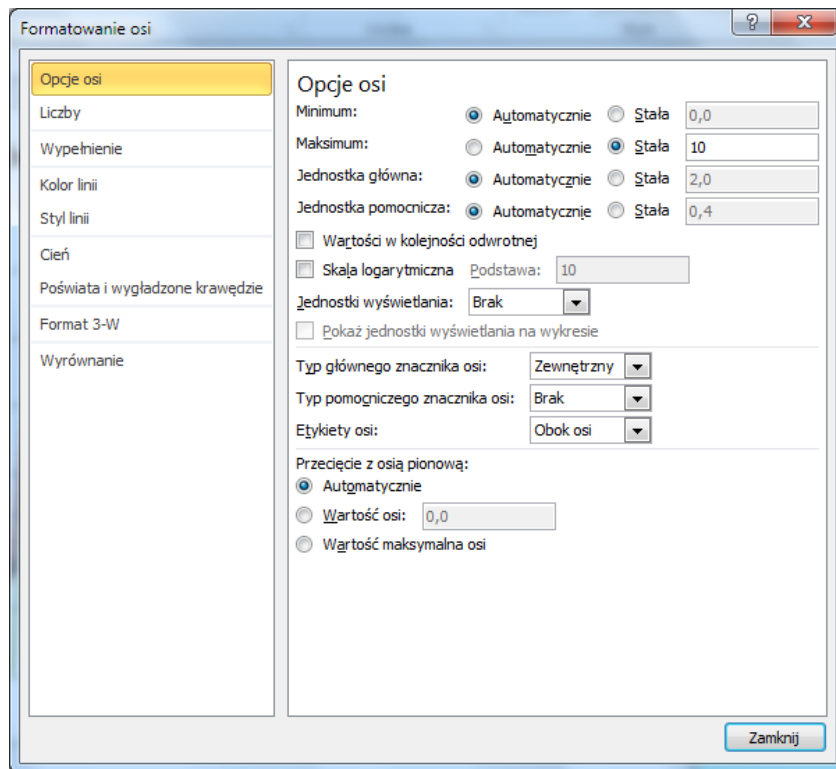 Formatowanie osi
Opcje osi
Liczby
Wypełnienie
Kolor linii
Styl linii
Cień
Poświata i wygładzone krawędzie
Format 3-W
Wyrównanie
Opcje osi
Minimum: Automatycznie Stała 0,0
Maksimum: Automatycznie Stała 10
Jednostka główna: Automatycznie Stała 2,0
Jednostka pomocnicza: Automatycznie Stała 0,4
Wartości w kolejności odwrotnej
Skala logarytmiczna Podstawa: 10
Jednostki wyświetlania: Brak
Pokaż jednostki wyświetlania na wykresie
Typ głównego znacznika osi: Zewnętrzny
Typ pomocniczego znacznika osi: Brak
Etykiety osi: Obok osi
Przecięcie z osią pionową:
Automatycznie
Wartość osi: 0,0
Wartość maksymalna osi
Zamknij